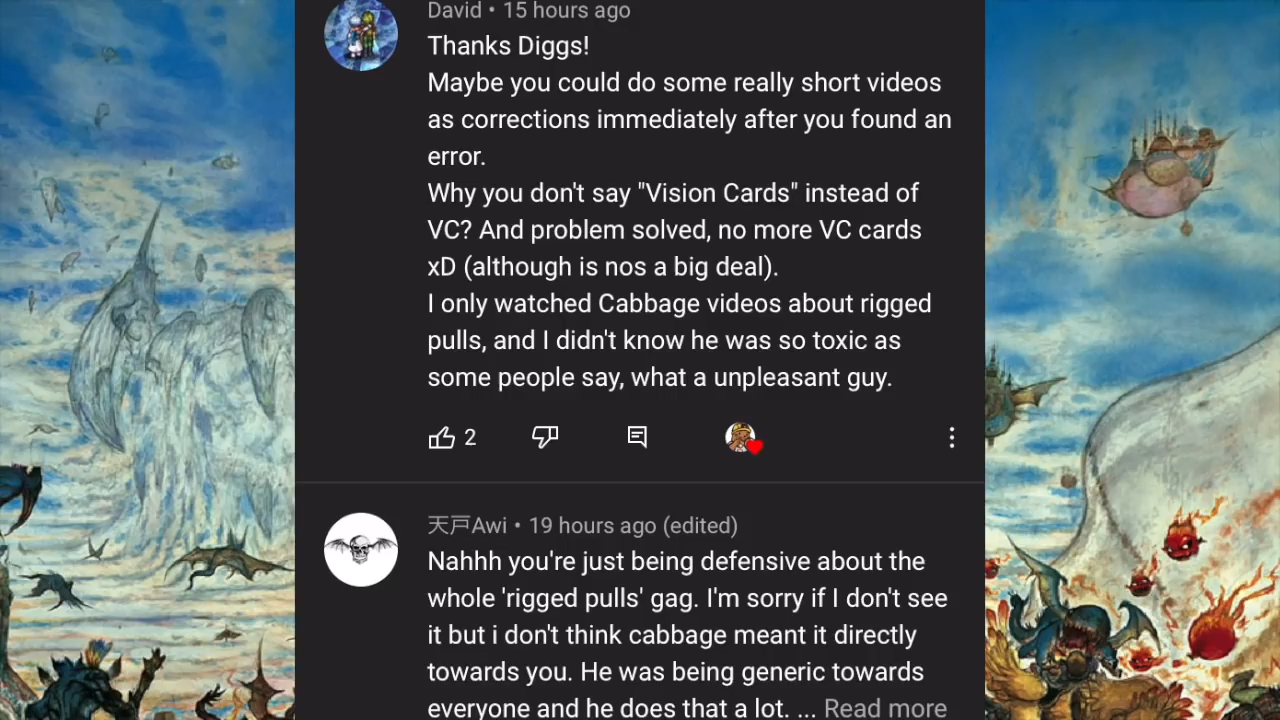 David • 15 hours ago
Thanks Diggs!
Maybe you could do some really short videos
as corrections immediately after you found an
error.
Why you don't say "Vision Cards" instead of
VC? And problem solved, no more VC cards
xD (although is nos a big deal).
I only watched Cabbage videos about rigged
pulls, and I didn't know he was so toxic as
some people say, what a unpleasant guy.
2
天戸Awi • 19 hours ago (edited)
Nahhh you're just being defensive about the
whole 'rigged pulls' gag. I'm sorry if I don't see
it but i don't think cabbage meant it directly
towards you. He was being generic towards
everyone and he does that a lot. ... Read more